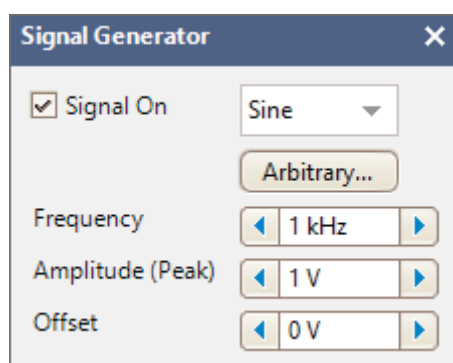 Signal Generator
Signal On Sine
Arbitrary...
Frequency 1 kHz
Amplitude (Peak) 1 V
Offset 0 V